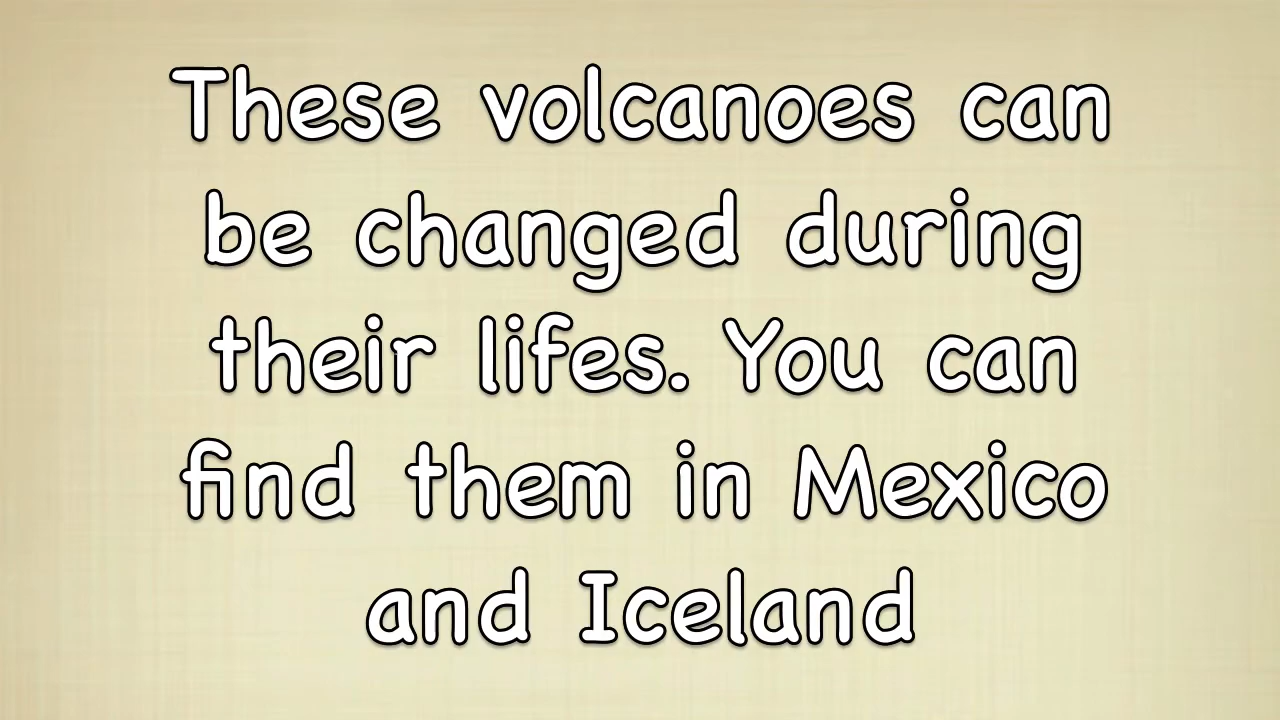 These volcanoes can
be changed during
their lifes. You can
find them in Mexico
and Iceland